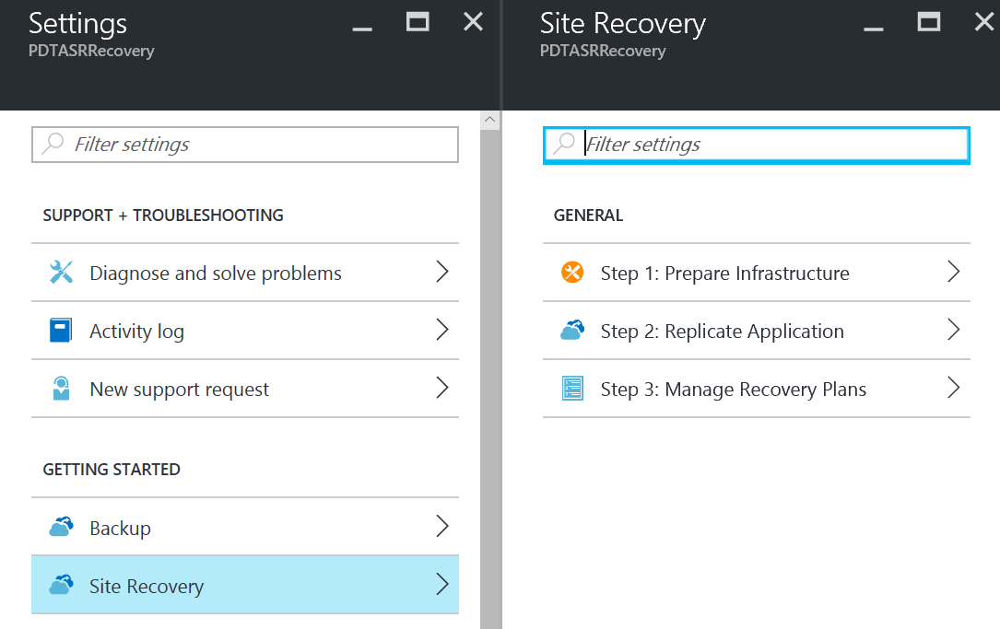 Settings
PDTASRRecovery
Filter settings
SUPPORT + TROUBLESHOOTING
Diagnose and solve problems
Activity log
New support request
GETTING STARTED
Backup
Site Recovery
Site Recovery
PDTASRRecovery
Filter settings
GENERAL
Step 1: Prepare Infrastructure
Step 2: Replicate Application
Step 3: Manage Recovery Plans